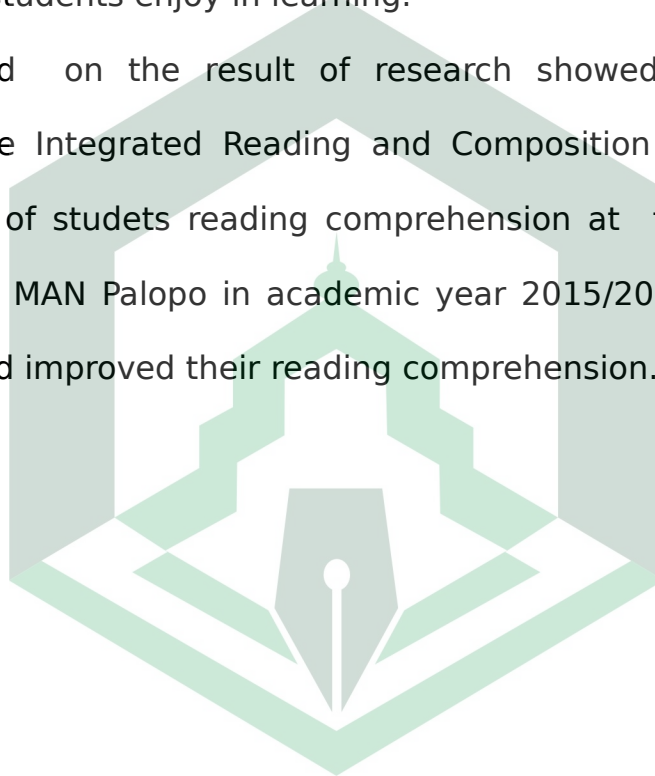 students enjoy in learning.
d on the result of research showed
e Integrated Reading and Composition
of studets reading comprehension at
MAN Palopo in academic year 2015/20
d improved their reading comprehension.